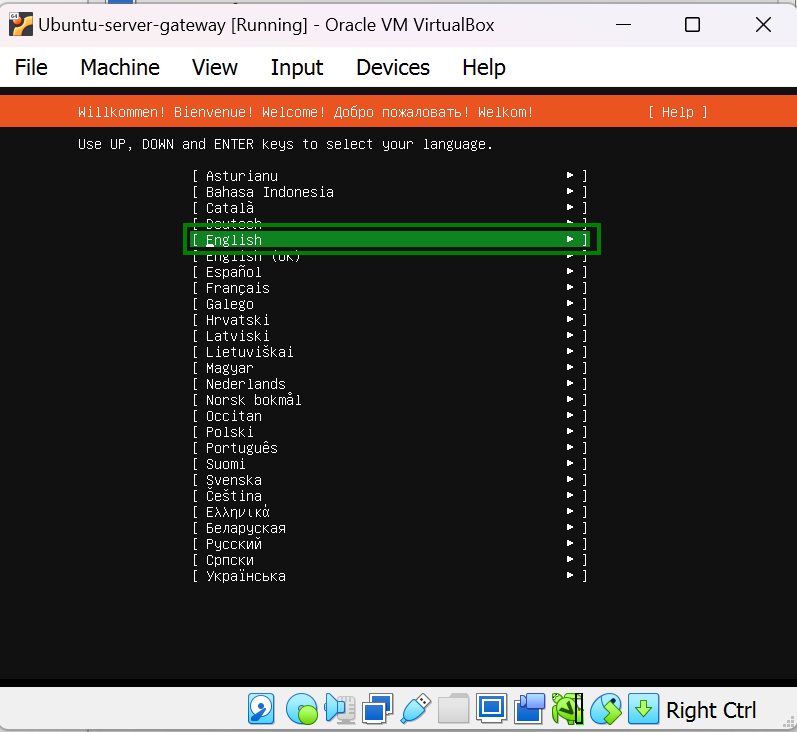 Ubuntu-server-gateway [Running] - Oracle VM VirtualBox
File Machine View Input Devices Help
Willkommen! Bienvenue! Welcome! Добро пожаловать! Welkom! [ Help ]
Use UP, DOWN and ENTER keys to select your language.
[ Asturianu ▸ ]
[ Bahasa Indonesia ▸ ]
[ Català ▸ ]
[ Deutsch ▸ ]
[ English ▸ ]
[ English (UK) ▸ ]
[ Español ▸ ]
[ Français ▸ ]
[ Galego ▸ ]
[ Hrvatski ▸ ]
[ Latviski ▸ ]
[ Lietuviškai ▸ ]
[ Magyar ▸ ]
[ Nederlands ▸ ]
[ Norsk bokmål ▸ ]
[ Occitan ▸ ]
[ Polski ▸ ]
[ Português ▸ ]
[ Suomi ▸ ]
[ Svenska ▸ ]
[ Čeština ▸ ]
[ Ελληνικά ▸ ]
[ Беларуская ▸ ]
[ Русский ▸ ]
[ Српски ▸ ]
[ Українська ▸ ]
Right Ctrl